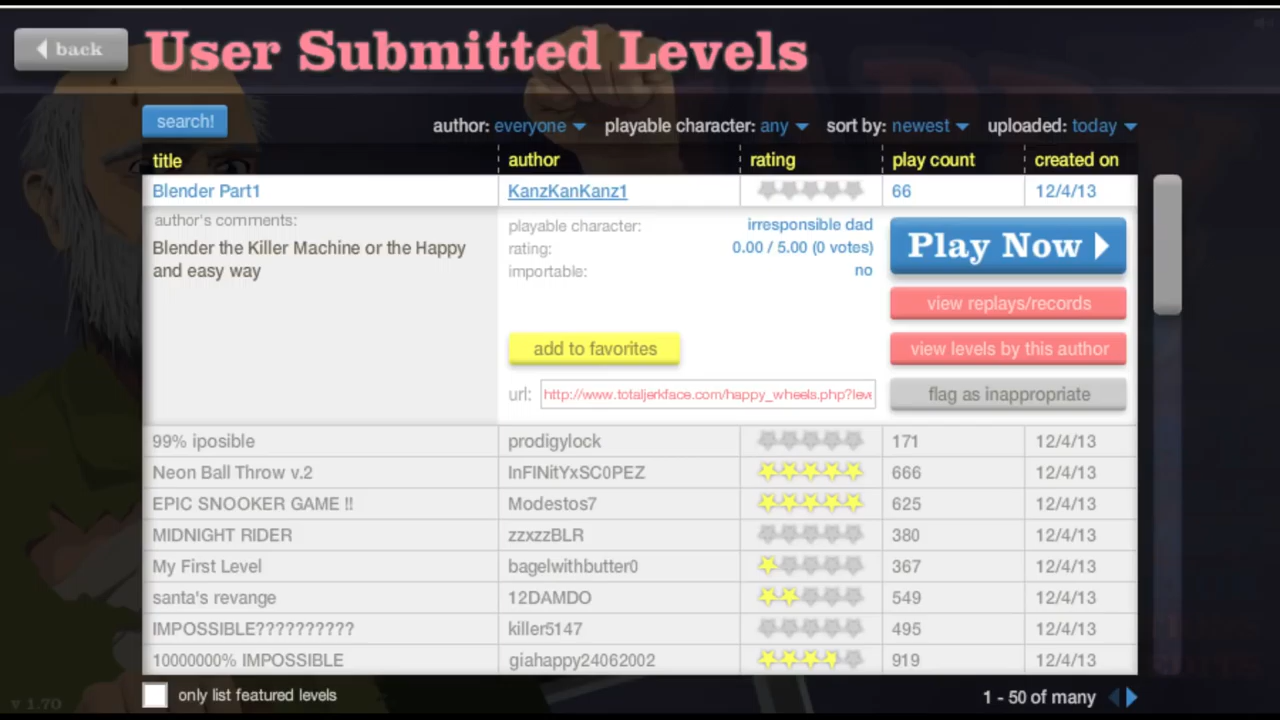 back
User Submitted Levels
search!
author: everyone playable character: any sort by: newest uploaded: today
title author rating play count created on
Blender Part1 KanzKanKanz1 66 12/4/13
author's comments:
Blender the Killer Machine or the Happy
and easy way
playable character: irresponsible dad
rating: 0.00 / 5.00 (0 votes)
importable: no
add to favorites
url: http://www.totaljerkface.com/happy_wheels.php?leve
Play Now
view replays/records
view levels by this author
flag as inappropriate
99% iposible prodigylock 171 12/4/13
Neon Ball Throw v.2 InFINitYxSC0PEZ 666 12/4/13
EPIC SNOOKER GAME !! Modestos7 625 12/4/13
MIDNIGHT RIDER zzxzzBLR 380 12/4/13
My First Level bagelwithbutter0 367 12/4/13
santa's revange 12DAMDO 549 12/4/13
IMPOSSIBLE?????????? killer5147 495 12/4/13
10000000% IMPOSSIBLE giahappy24062002 919 12/4/13
only list featured levels
1 - 50 of many
v 1.70